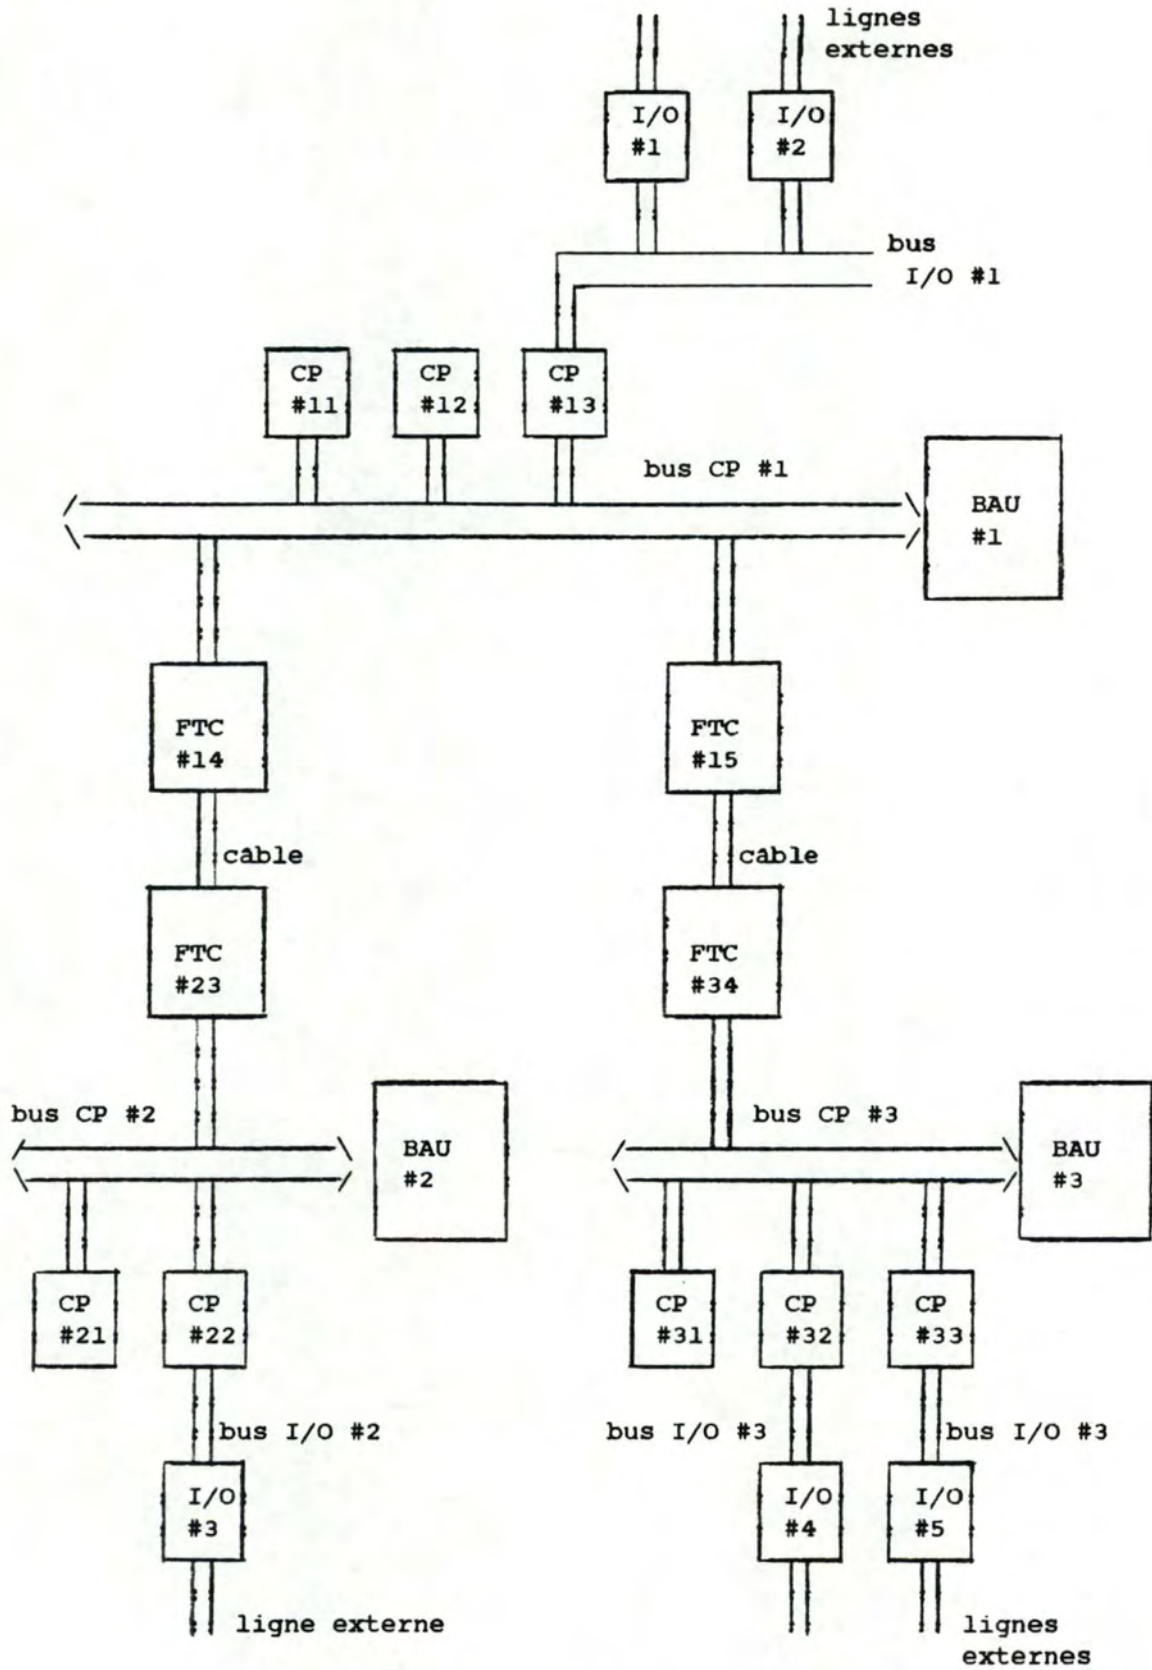 lignes
externes
I/O
#1
I/O
#2
bus
I/O #1
CP
#11
CP
#12
CP
#13
bus CP #1
BAU
#1
FTC
#14
FTC
#15
câble
câble
FTC
#23
FTC
#34
bus CP #2
BAU
#2
bus CP #3
BAU
#3
CP
#21
CP
#22
CP
#31
CP
#32
CP
#33
bus I/O #2
bus I/O #3
bus I/O #3
I/O
#3
I/O
#4
I/O
#5
ligne externe
lignes
externes